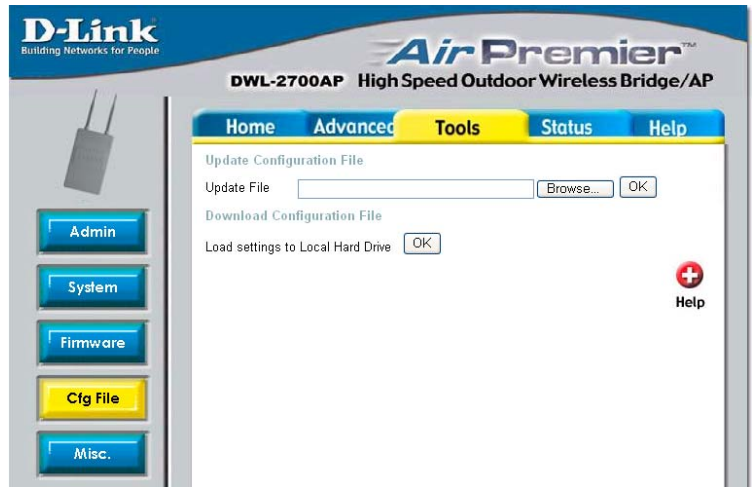 D-Link
Building Networks for People
Air Premier™
DWL-2700AP High Speed Outdoor Wireless Bridge/AP
Home Advanced Tools Status Help
Update Configuration File
Update File Browse... OK
Download Configuration File
Load settings to Local Hard Drive OK
Help
Admin
System
Firmware
Cfg File
Misc.